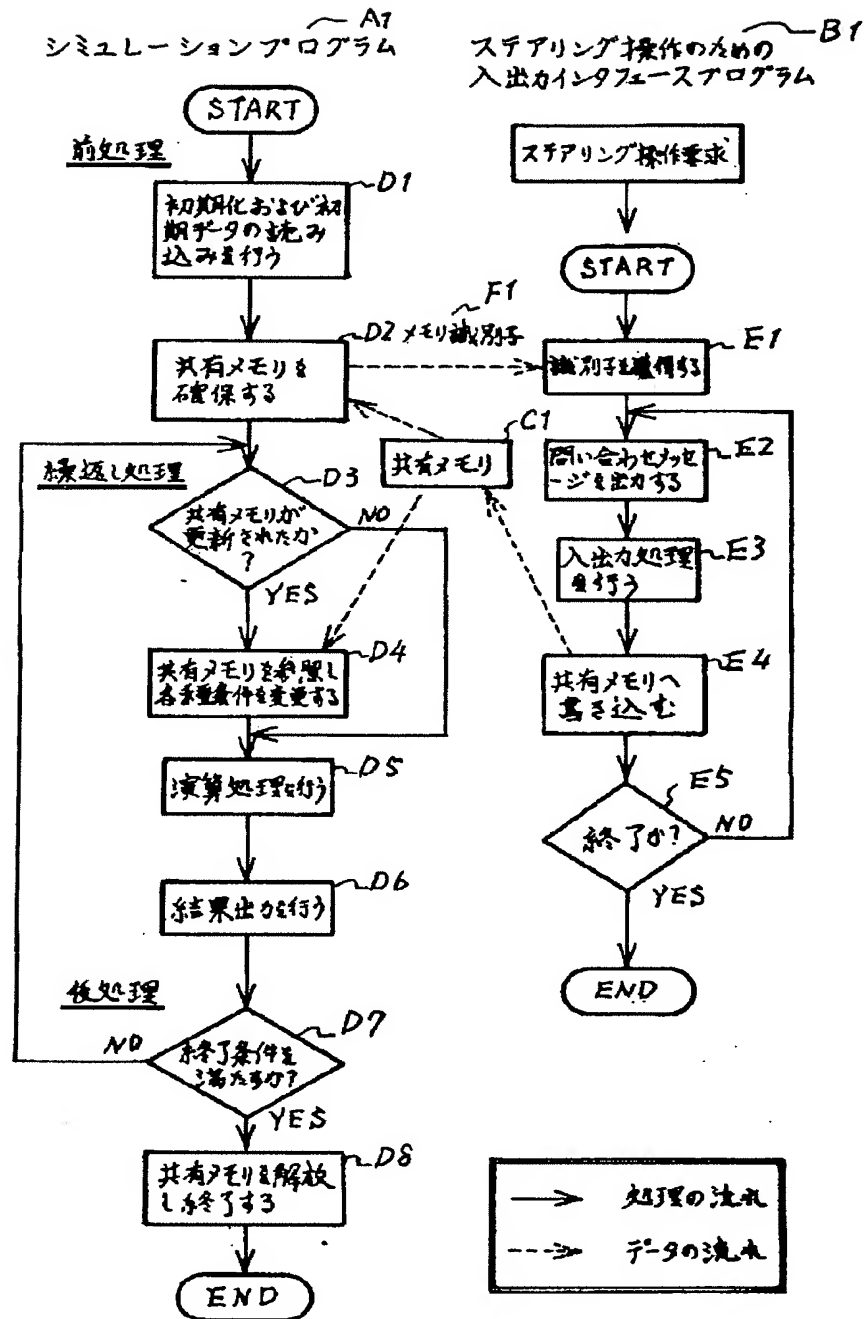 A1
シミュレーションプログラム
START
前処理
D1
初期化および初
期データの読み
込みを行う
D2
共有メモリを
確保する
F1
メモリ識別子
C1
共有メモリ
繰返し処理
D3
共有メモリが
更新されたか
?
NO
YES
D4
共有メモリを参照し
各種条件を変更する
D5
演算処理を行う
D6
結果出力を行う
後処理
D7
終了条件を
満たすか?
NO
YES
D8
共有メモリを解放
し終了する
END
B1
ステアリング操作のための
入出力インタフェースプログラム
ステアリング操作要求
START
E1
識別子を獲得する
E2
問い合わせメッセ
ージを出力する
E3
入出力処理
を行う
E4
共有メモリへ
書き込む
E5
終了か?
NO
YES
END
処理の流れ
データの流れ